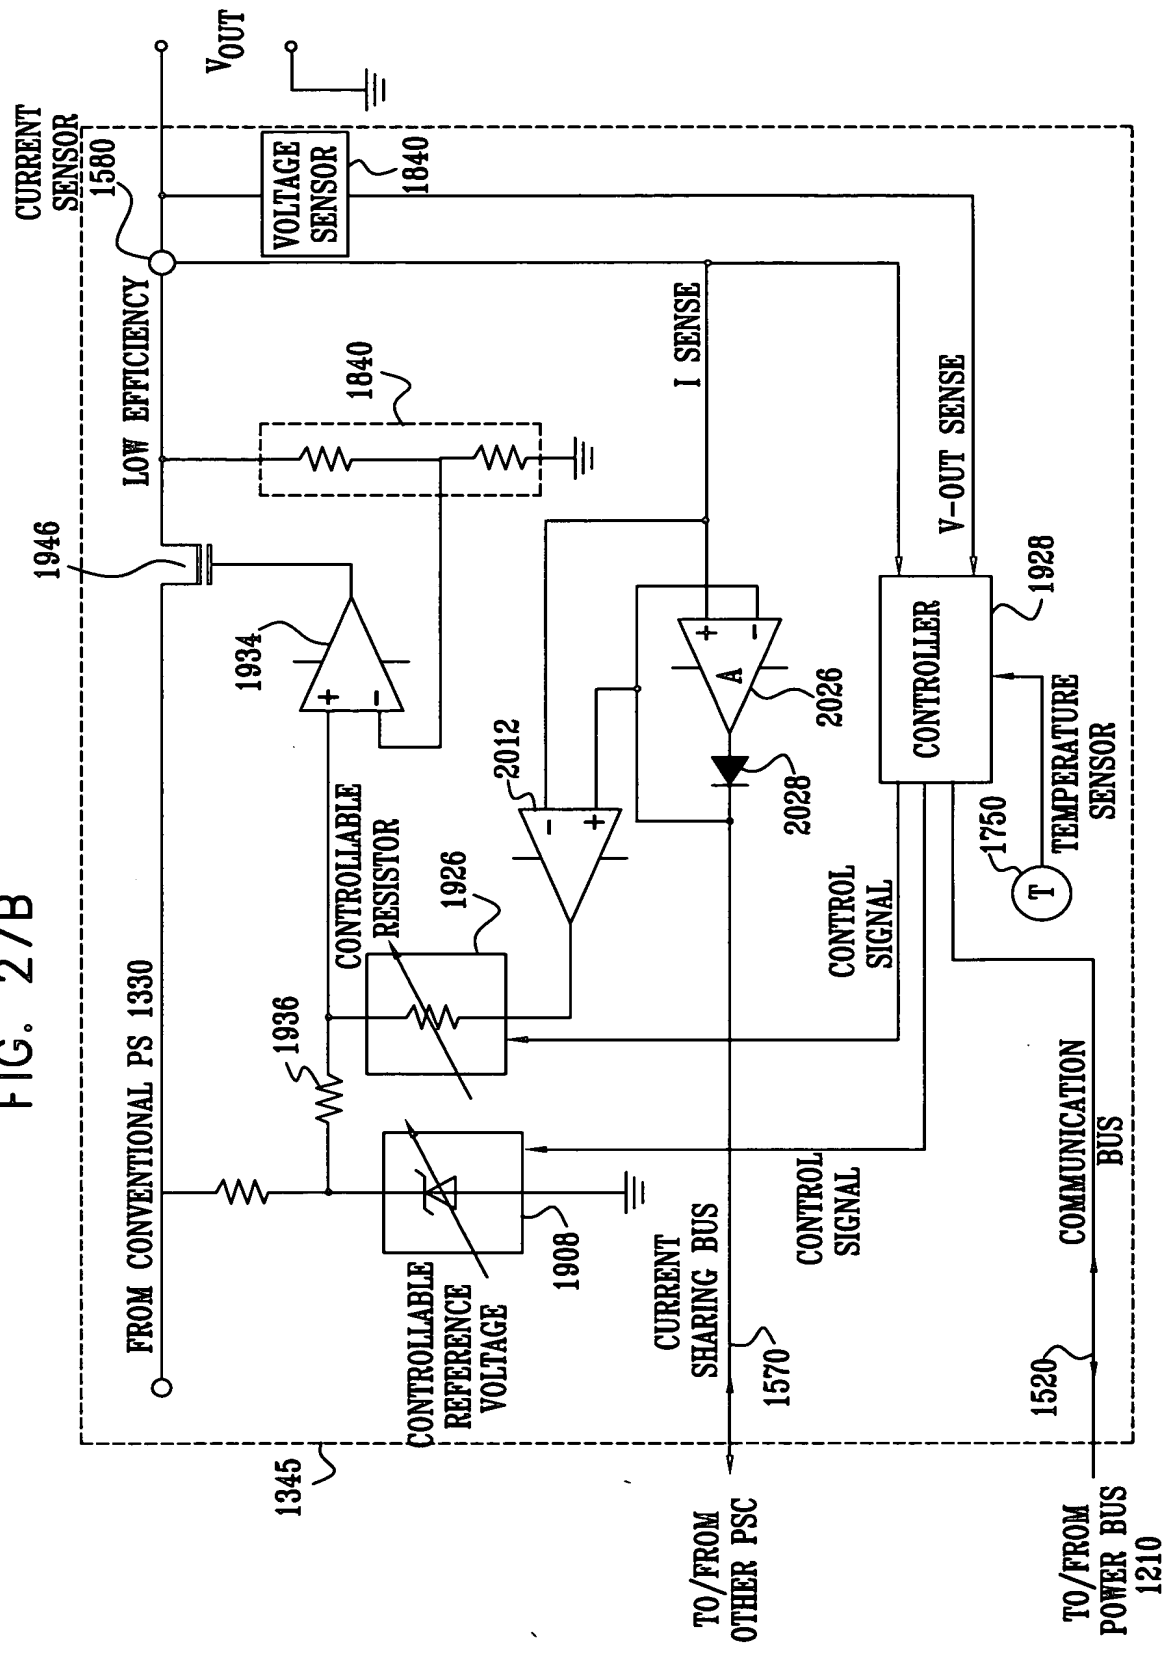 FIG. 27B
FROM CONVENTIONAL PS 1330
1946
LOW EFFICIENCY
CURRENT
SENSOR
1580
VOUT
1345
1936
1934
1840
VOLTAGE
SENSOR
1840
CONTROLLABLE
REFERENCE
VOLTAGE
1908
CONTROLLABLE
RESISTOR
1926
+
-
2012
-
+
I SENSE
CURRENT
SHARING BUS
1570
TO/FROM
OTHER PSC
2028
A
+
-
2026
CONTROL
SIGNAL
CONTROL
SIGNAL
CONTROLLER
1928
V-OUT SENSE
1750
T
TEMPERATURE
SENSOR
COMMUNICATION
BUS
1520
TO/FROM
POWER BUS
1210